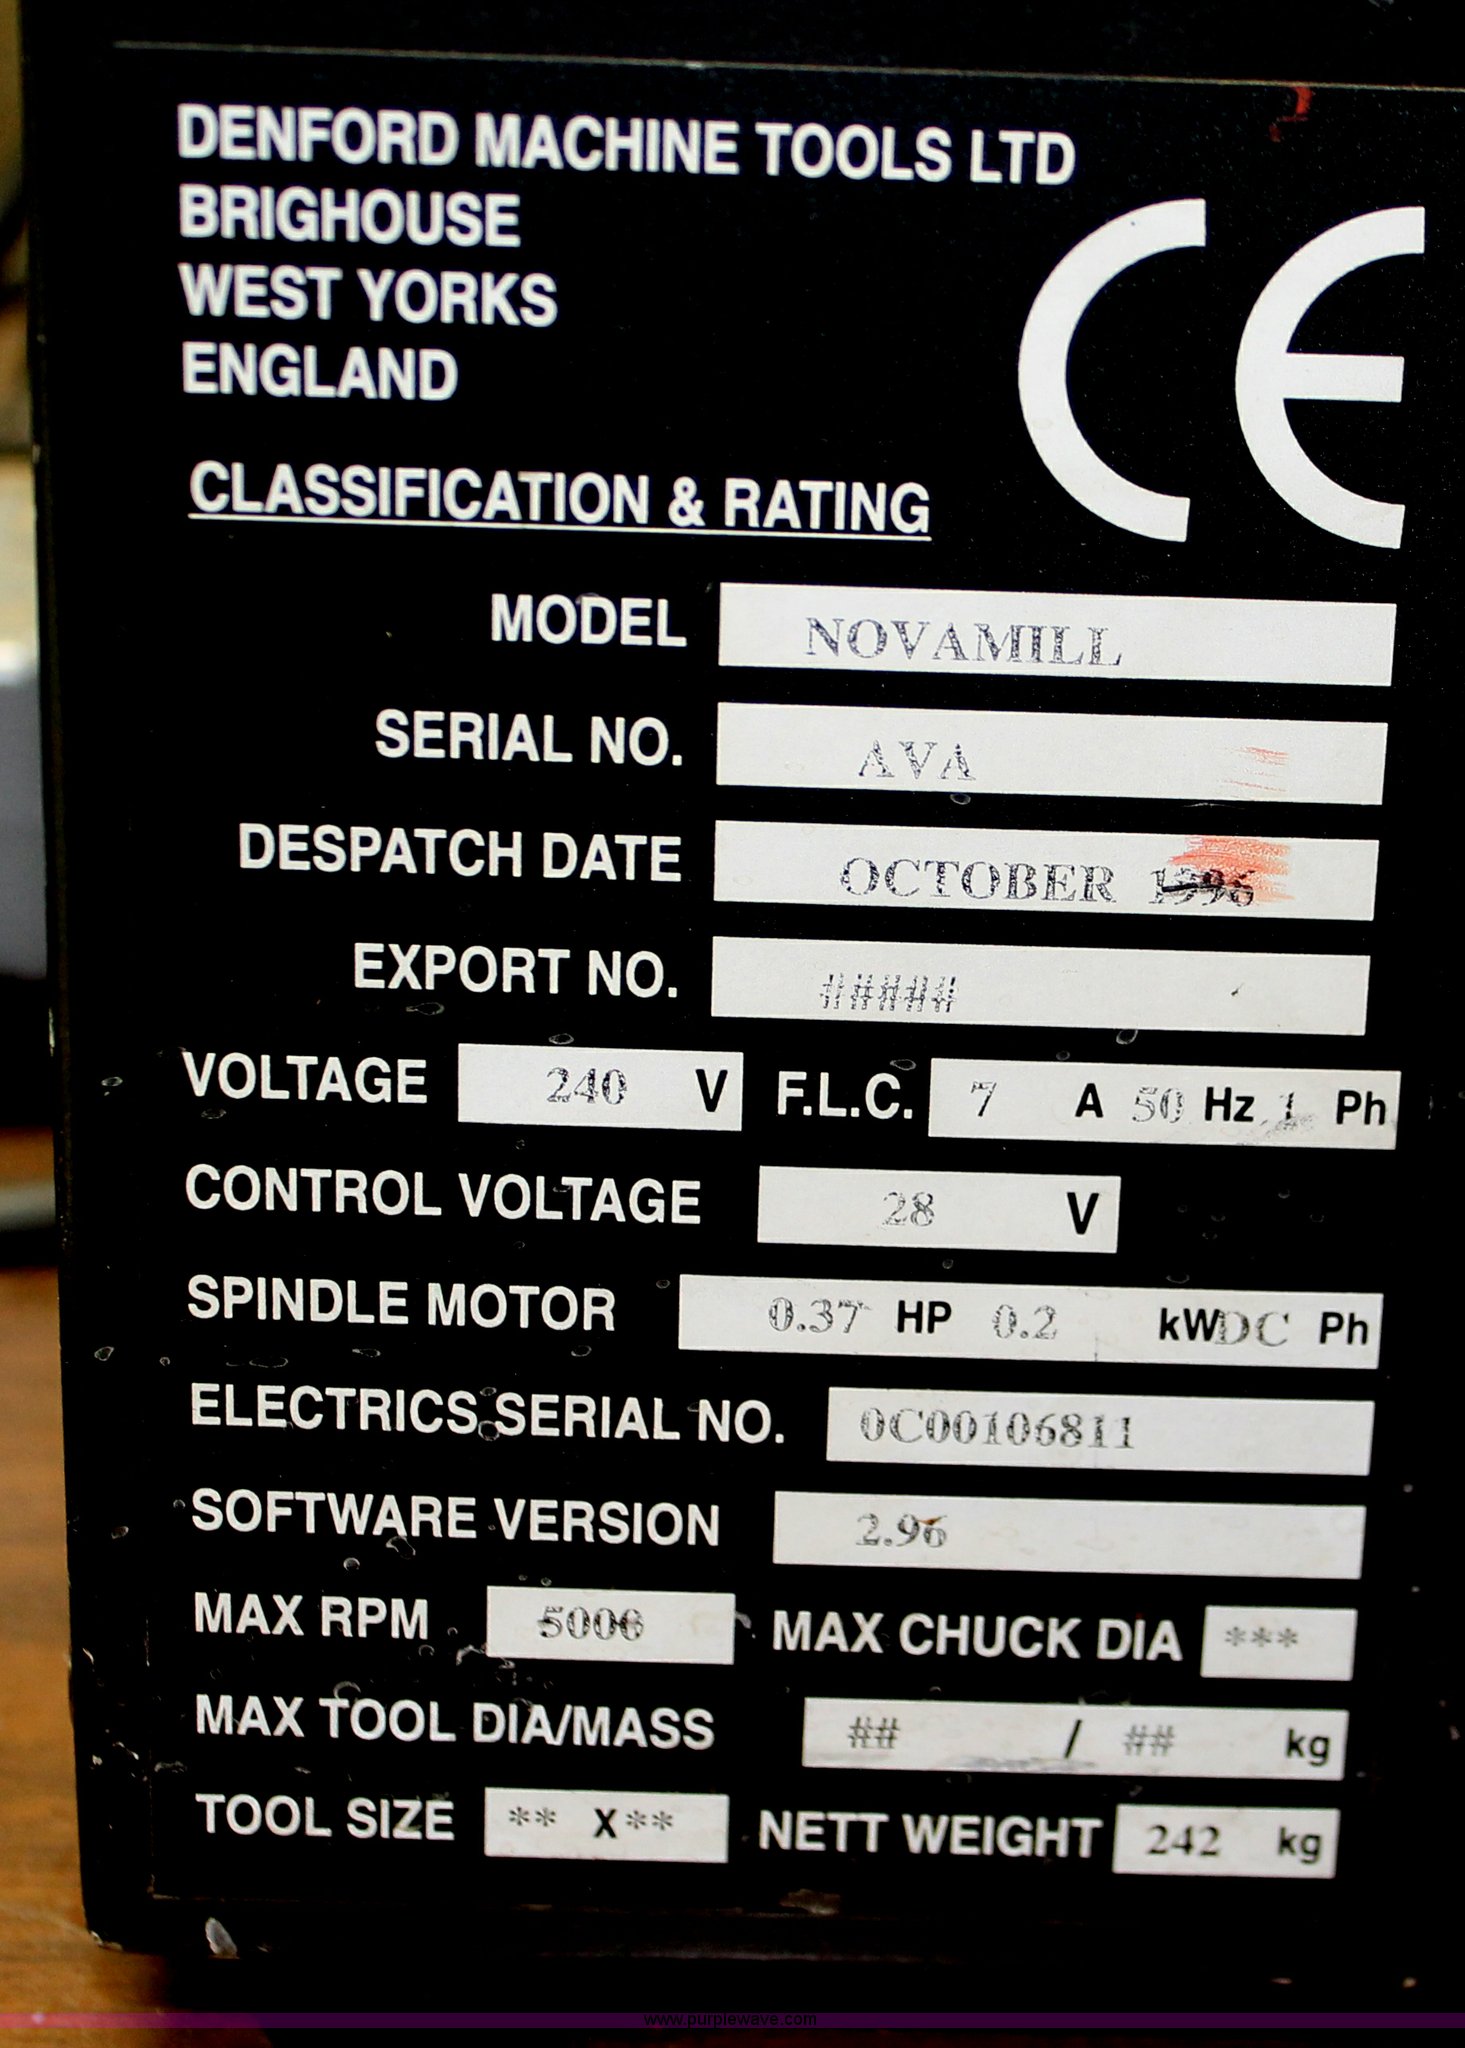 DENFORD MACHINE TOOLS LTD
BRIGHOUSE
WEST YORKS
ENGLAND
CE
CLASSIFICATION & RATING
MODEL NOVAMILL
SERIAL NO. AVA
DESPATCH DATE OCTOBER 1996
EXPORT NO. #####
VOLTAGE 240 V F.L.C. 7 A 50 Hz 1 Ph
CONTROL VOLTAGE 28 V
SPINDLE MOTOR 0.37 HP 0.2 kW DC Ph
ELECTRICS SERIAL NO. 0C00106811
SOFTWARE VERSION 2.96
MAX RPM 5000 MAX CHUCK DIA ***
MAX TOOL DIA/MASS ## / ## kg
TOOL SIZE ** X ** NETT WEIGHT 242 kg
www.purplewave.com